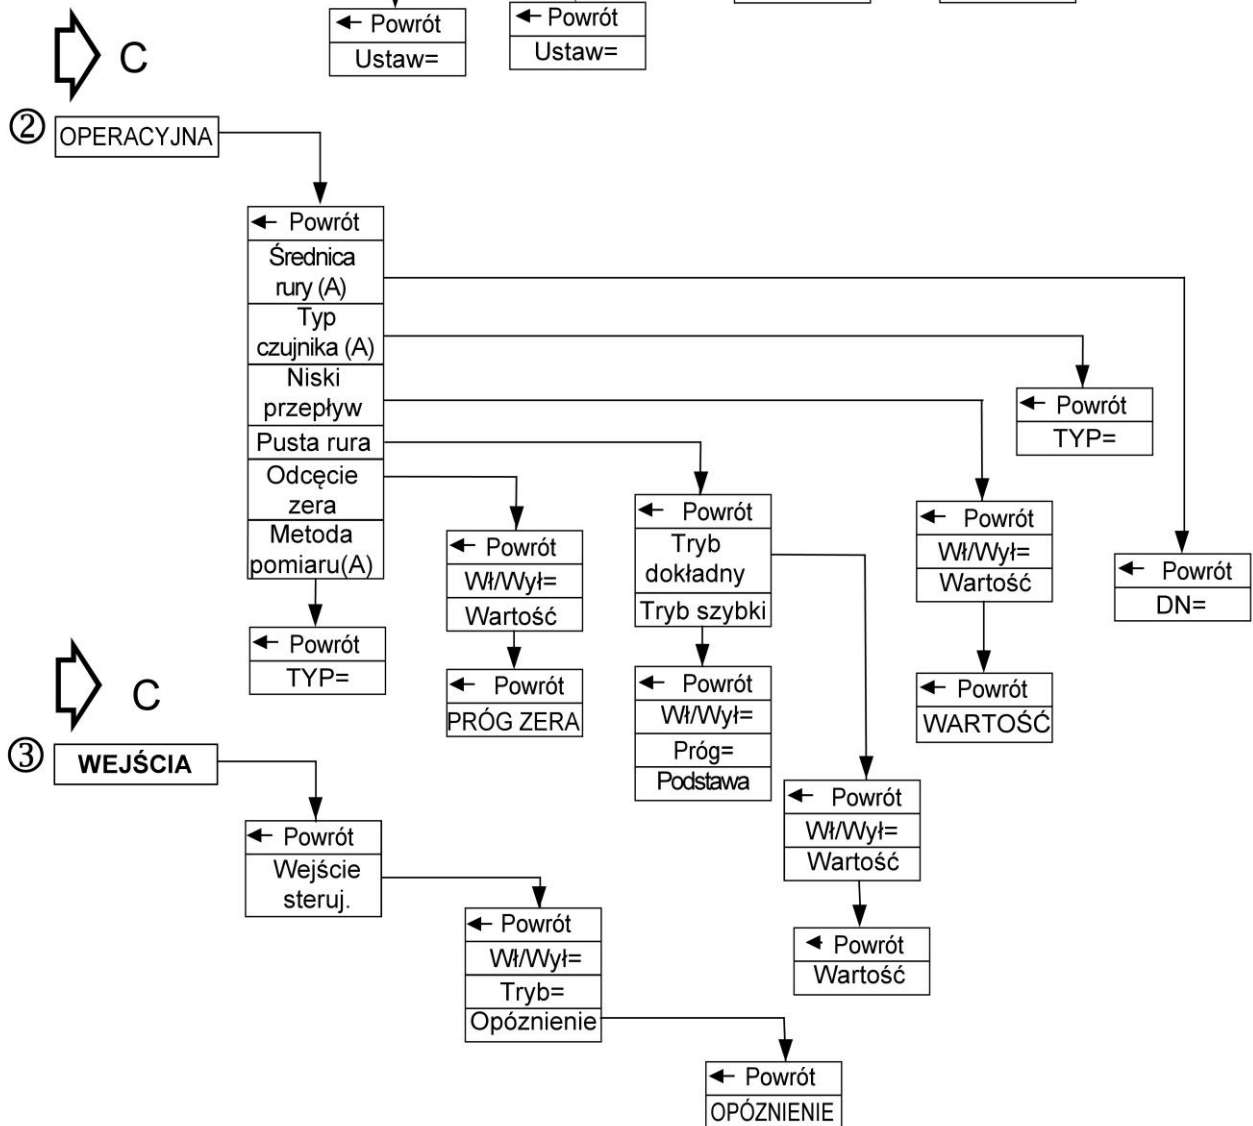 ← Powrót
Ustaw=
← Powrót
Ustaw=
C
② OPERACYJNA
← Powrót
Średnica
rury (A)
Typ
czujnika (A)
Niski
przepływ
Pusta rura
Odcęcie
zera
Metoda
pomiaru(A)
← Powrót
TYP=
← Powrót
Wł/Wył=
Wartość
← Powrót
PRÓG ZERA
← Powrót
Tryb
dokładny
Tryb szybki
← Powrót
Wł/Wył=
Próg=
Podstawa
← Powrót
Wł/Wył=
Wartość
← Powrót
Wartość
← Powrót
Wł/Wył=
Wartość
← Powrót
WARTOŚĆ
← Powrót
TYP=
← Powrót
DN=
C
③ WEJŚCIA
← Powrót
Wejście
steruj.
← Powrót
Wł/Wył=
Tryb=
Opóznienie
← Powrót
OPÓZNIENIE